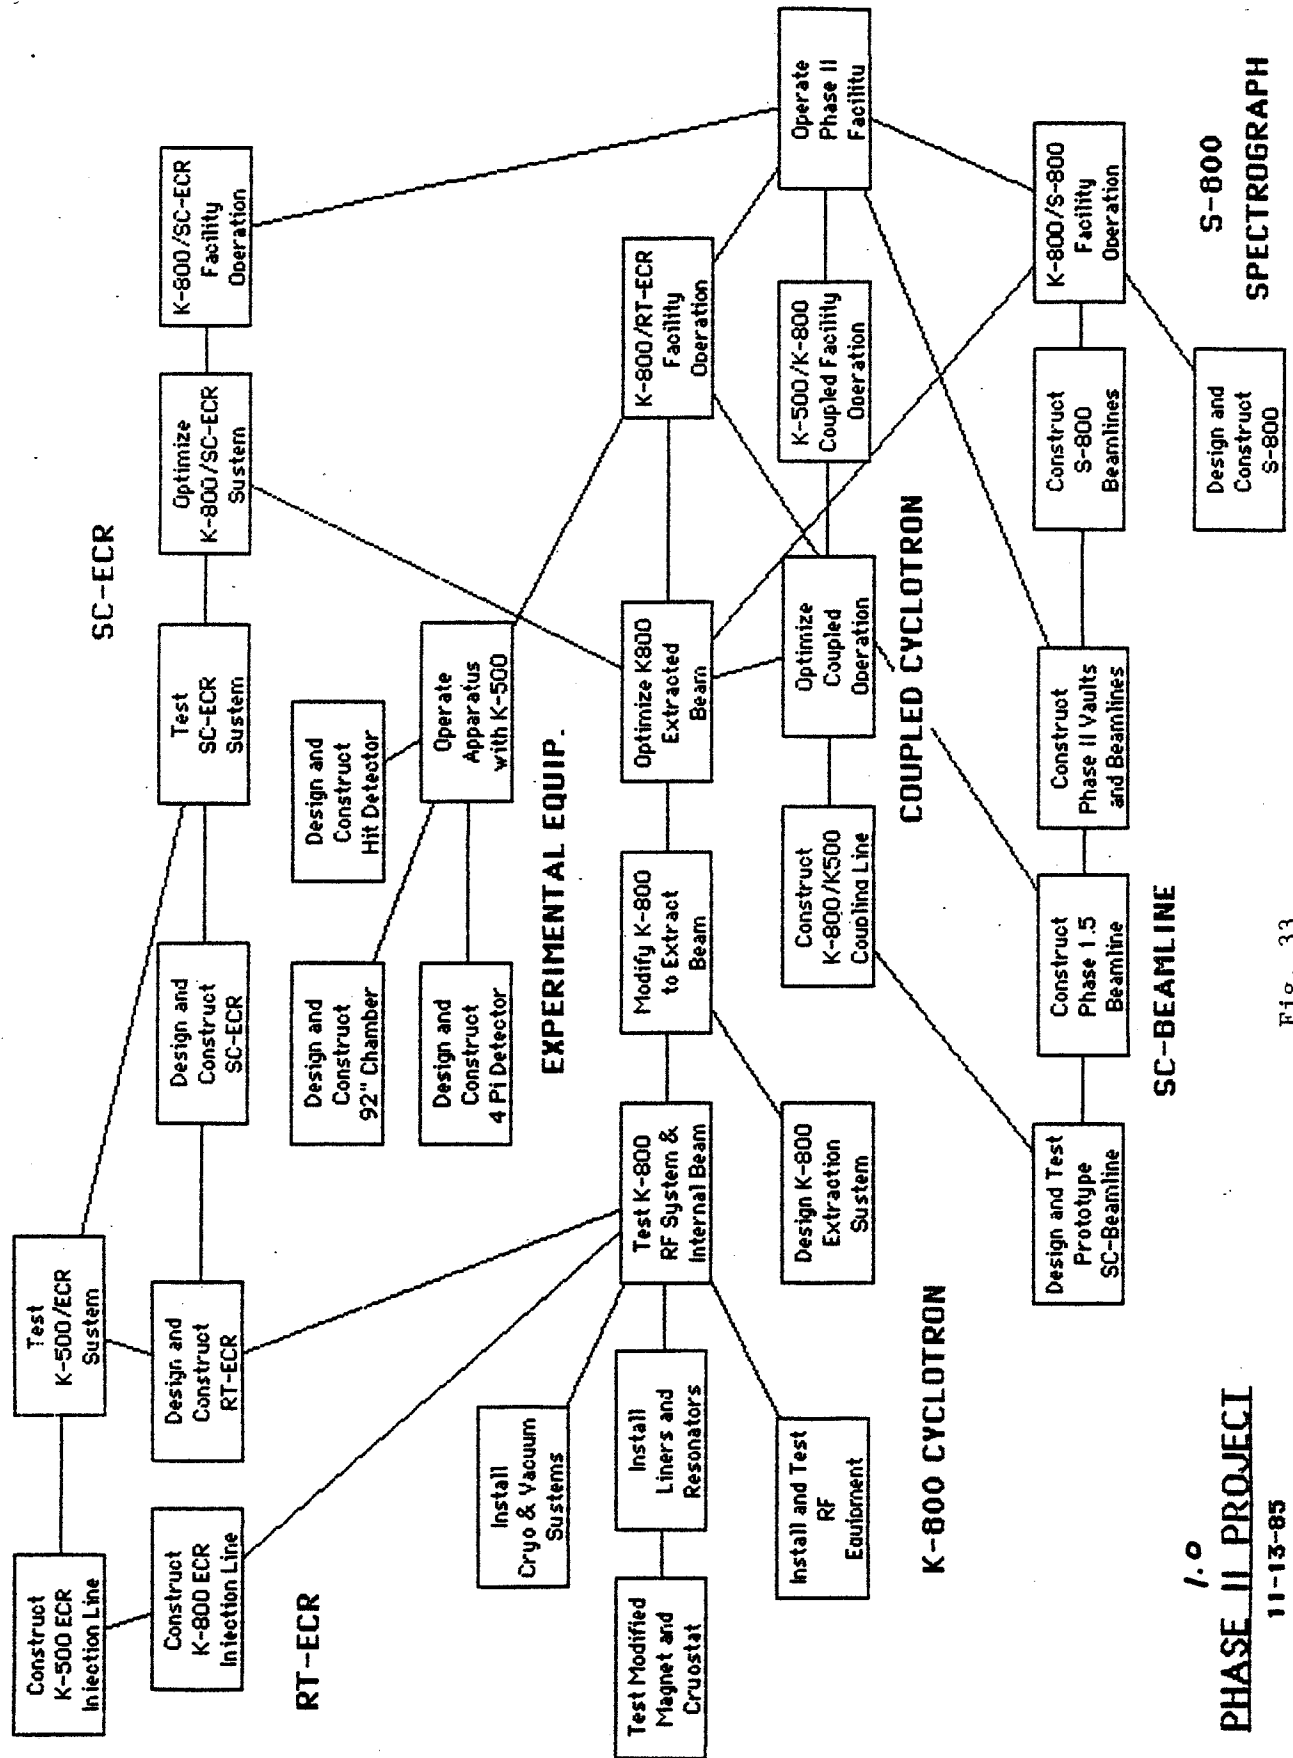 Construct
K-500 ECR
Injection Line
Test
K-500/ECR
Sustem
Construct
K-800 ECR
Injection Line
Design and
Construct
RT-ECR
Design and
Construct
SC-ECR
Test
SC-ECR
Sustem
Optimize
K-800/SC-ECR
Sustem
K-800/SC-ECR
Facility
Operation
SC-ECR
RT-ECR
Design and
Construct
Hit Detector
Design and
Construct
92" Chamber
Design and
Construct
4 Pi Detector
Operate
Apparatus
with K-500
EXPERIMENTAL EQUIP.
Install
Cryo & Vacuum
Sustems
Test Modified
Magnet and
Cruostat
Install
Liners and
Resonators
Test K-800
RF System &
Internal Beam
Modify K-800
to Extract
Beam
Optimize K800
Extracted
Beam
K-800/RT-ECR
Facility
Operation
Install and Test
RF
Equipment
Design K-800
Extraction
Sustem
Construct
K-800/K500
Coupling Line
Optimize
Coupled
Operation
K-500/K-800
Coupled Facility
Operation
Operate
Phase II
Facilitu
K-800 CYCLOTRON
COUPLED CYCLOTRON
Design and Test
Prototype
SC-Beamline
Construct
Phase 1.5
Beamline
Construct
Phase II Vaults
and Beamlines
Construct
S-800
Beamlines
K-800/S-800
Facility
Operation
SC-BEAMLINE
Design and
Construct
S-800
S-800
SPECTROGRAPH
1.0
PHASE II PROJECT
11-13-85
Fig. 33